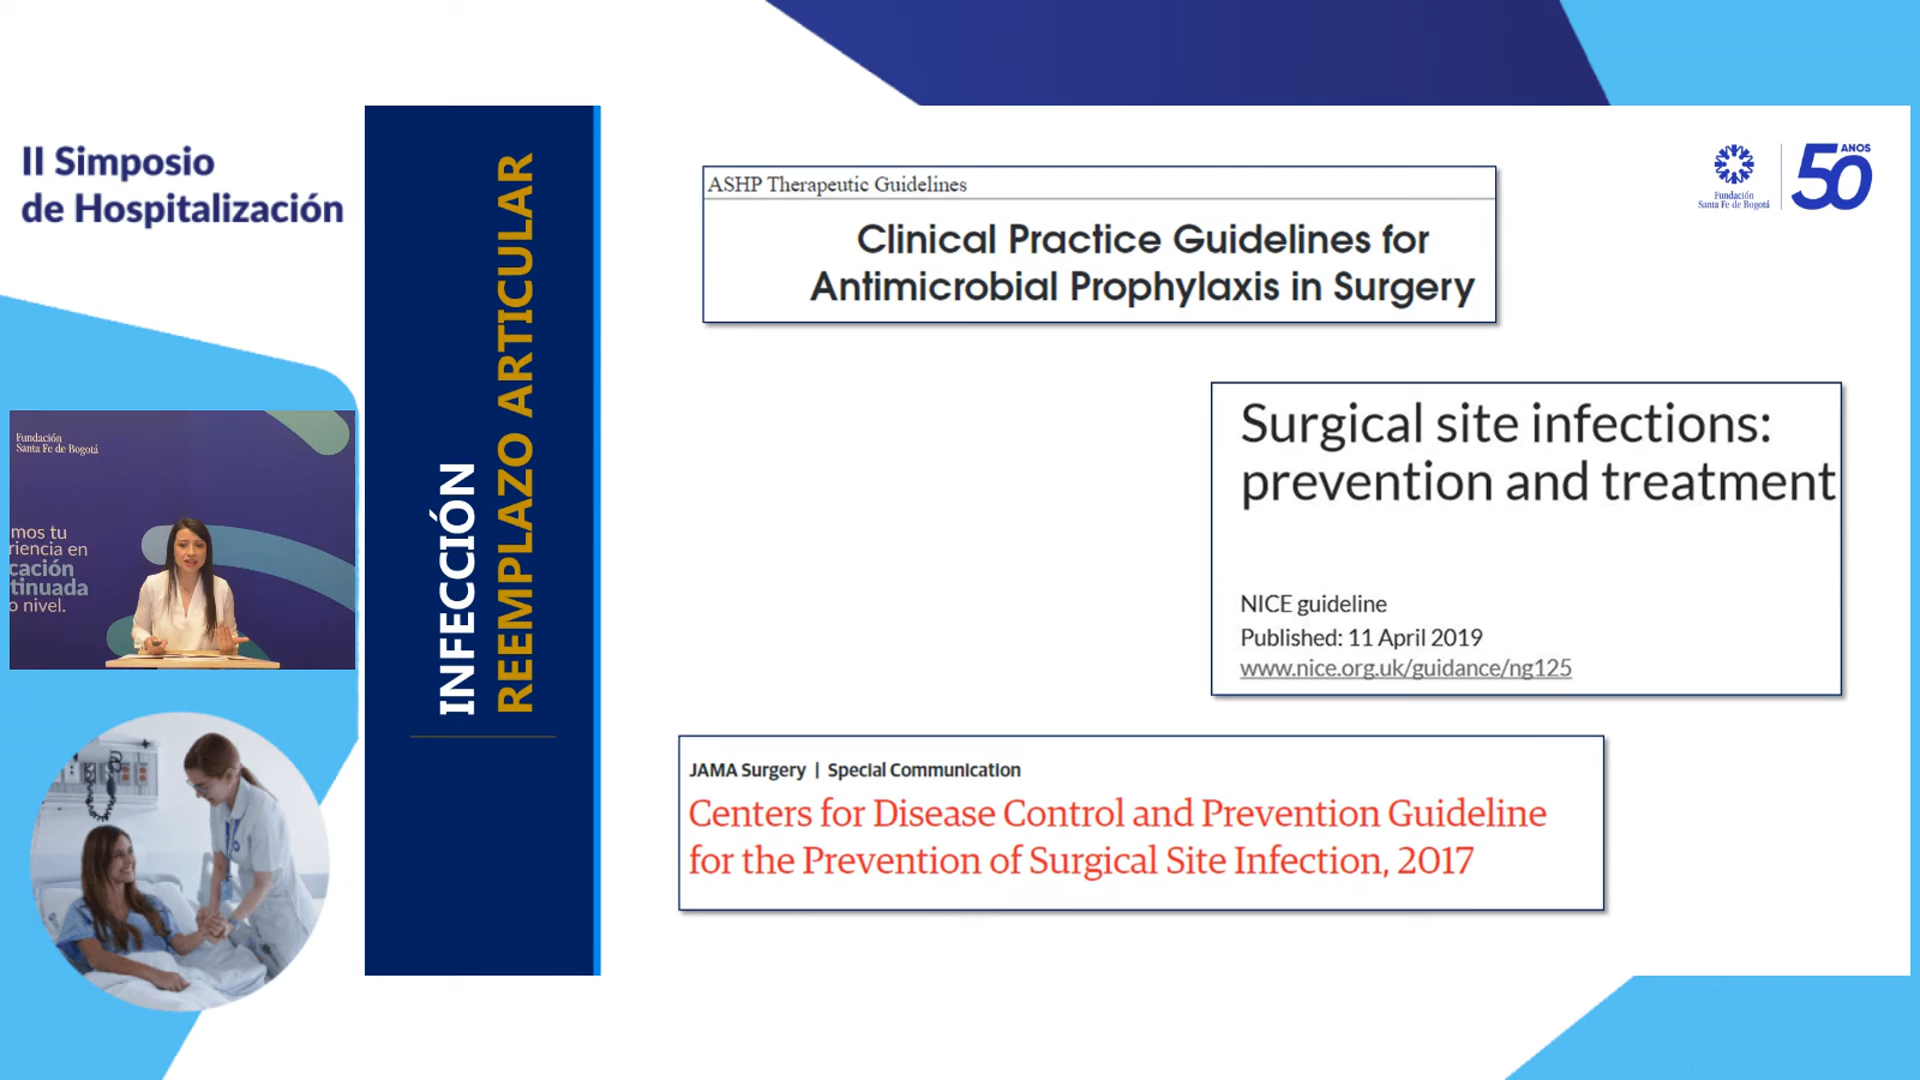 II Simposio
de Hospitalización
Fundación
Santa Fe de Bogotá
mos tu
riencia en
cación
tinuada
o nivel.
INFECCIÓN
REEMPLAZO ARTICULAR
ASHP Therapeutic Guidelines
Clinical Practice Guidelines for
Antimicrobial Prophylaxis in Surgery
Fundación
Santa Fe de Bogotá
50 AÑOS
Surgical site infections:
prevention and treatment
NICE guideline
Published: 11 April 2019
www.nice.org.uk/guidance/ng125
JAMA Surgery | Special Communication
Centers for Disease Control and Prevention Guideline
for the Prevention of Surgical Site Infection, 2017